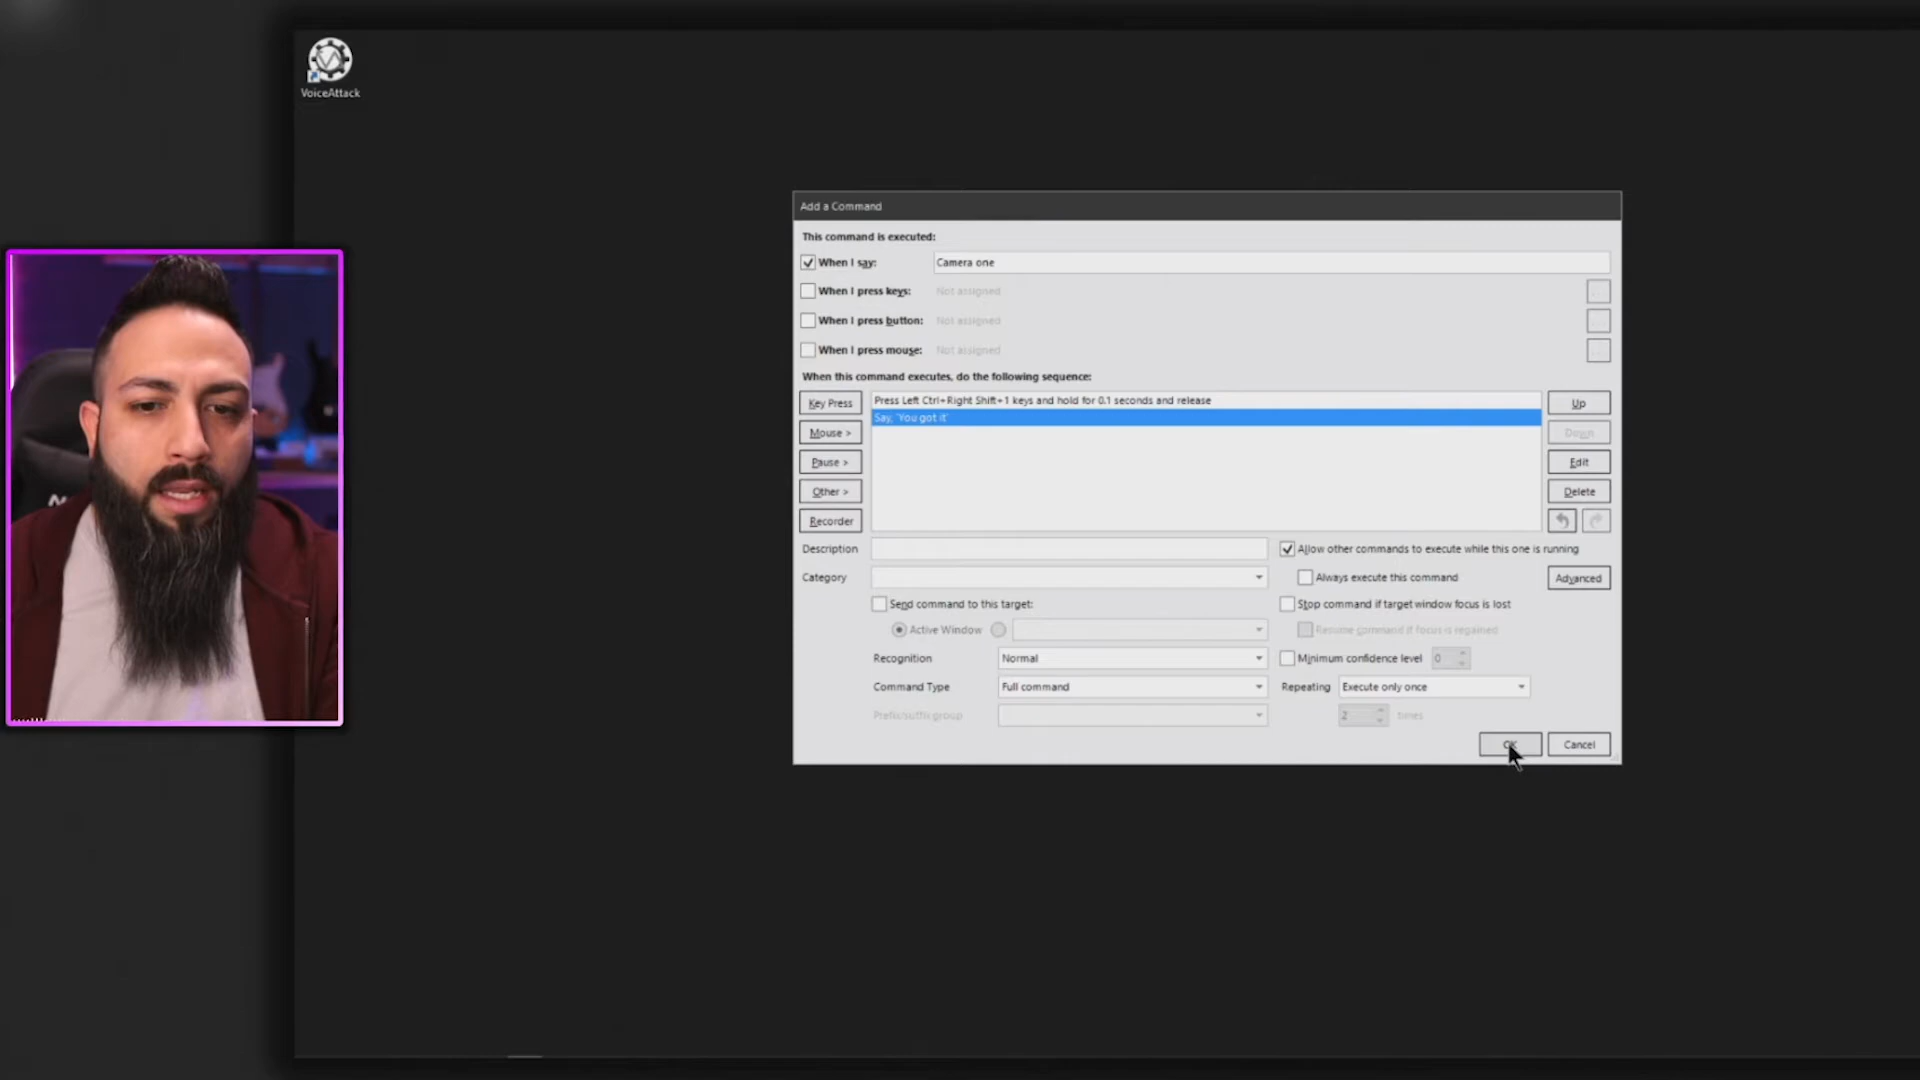 VoiceAttack
Add a Command
This command is executed:
When I say: Camera one
When I press keys: Not assigned
...
When I press button: Not assigned
...
When I press mouse: Not assigned
...
When this command executes, do the following sequence:
Key Press
Press Left Ctrl+Right Shift+1 keys and hold for 0.1 seconds and release
Up
Say, 'You got it'
Mouse >
Down
Pause >
Edit
Other >
Delete
Recorder
Description
Allow other commands to execute while this one is running
Category
Always execute this command
Advanced
Send command to this target:
Stop command if target window focus is lost
Active Window
Resume command if focus is regained
Recognition Normal
Minimum confidence level 0
Command Type Full command
Repeating Execute only once
Prefix/suffix group
2 times
OK
Cancel